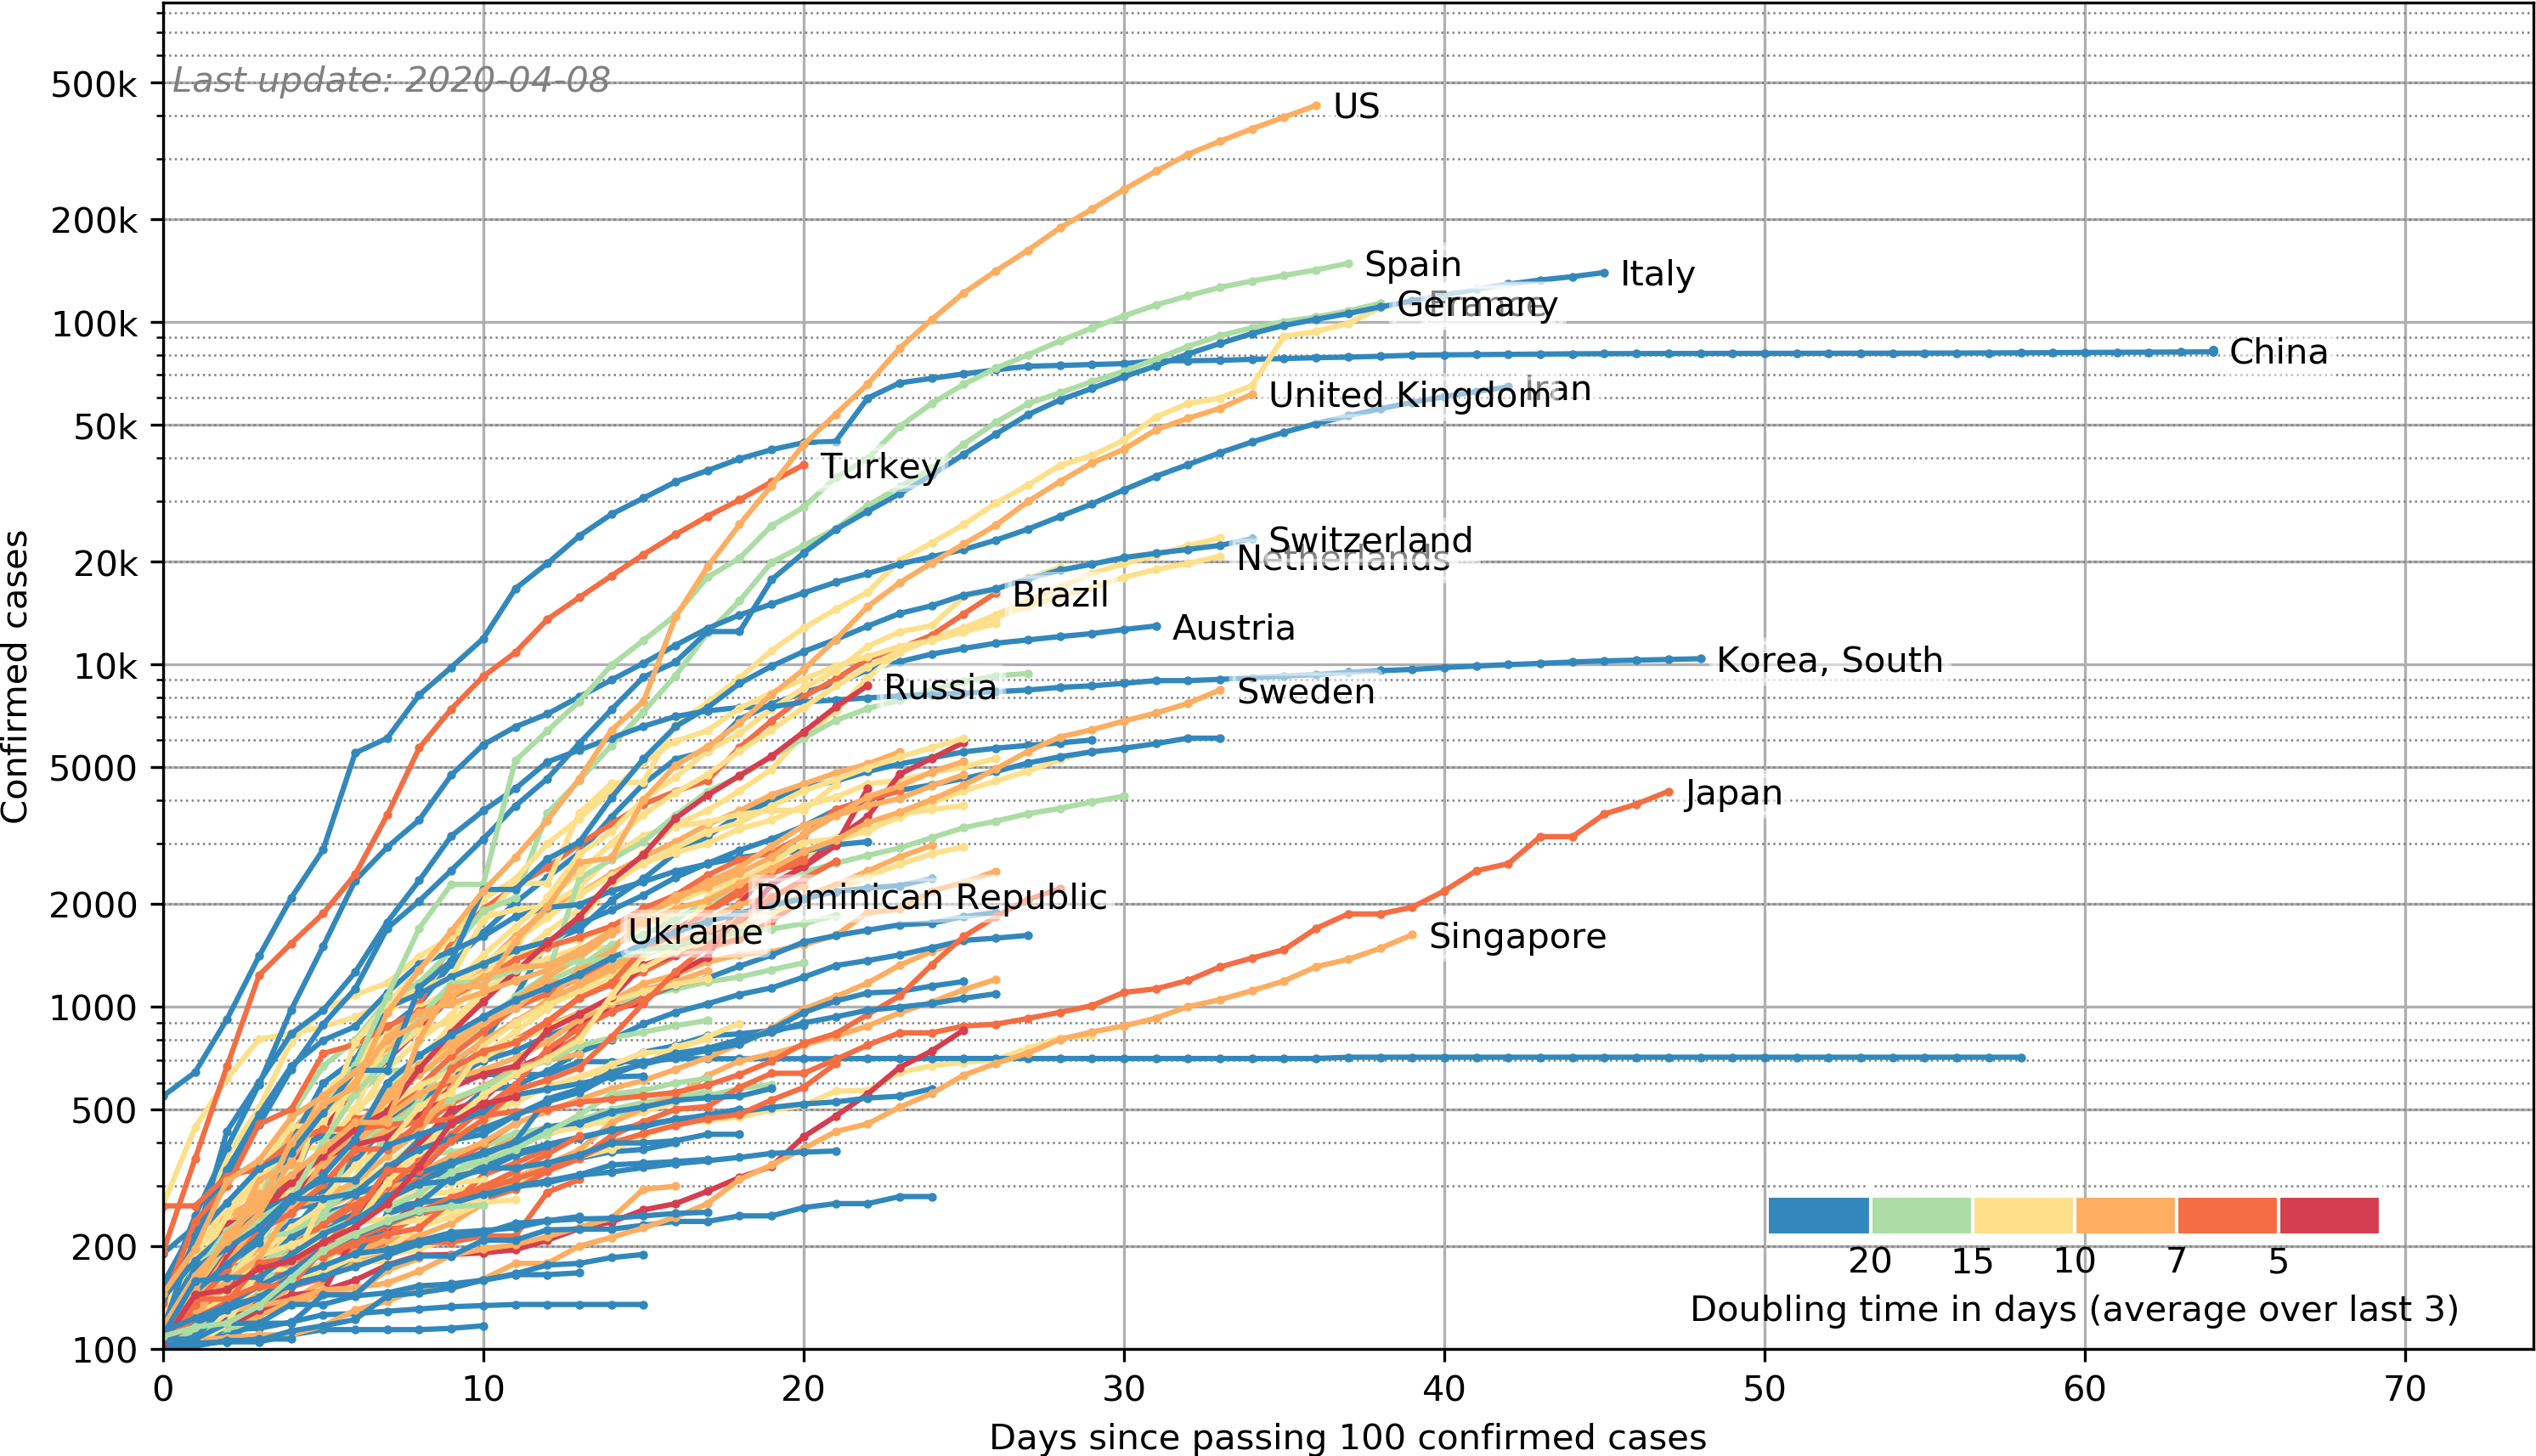 Last update: 2020-04-08
500k
200k
100k
50k
20k
10k
5000
2000
1000
500
200
100
Confirmed cases
US
Spain
Italy
France
Germany
China
Iran
United Kingdom
Turkey
Switzerland
Netherlands
Brazil
Austria
Korea, South
Russia
Sweden
Japan
Dominican Republic
Ukraine
Singapore
20 15 10 7 5
Doubling time in days (average over last 3)
0 10 20 30 40 50 60 70
Days since passing 100 confirmed cases